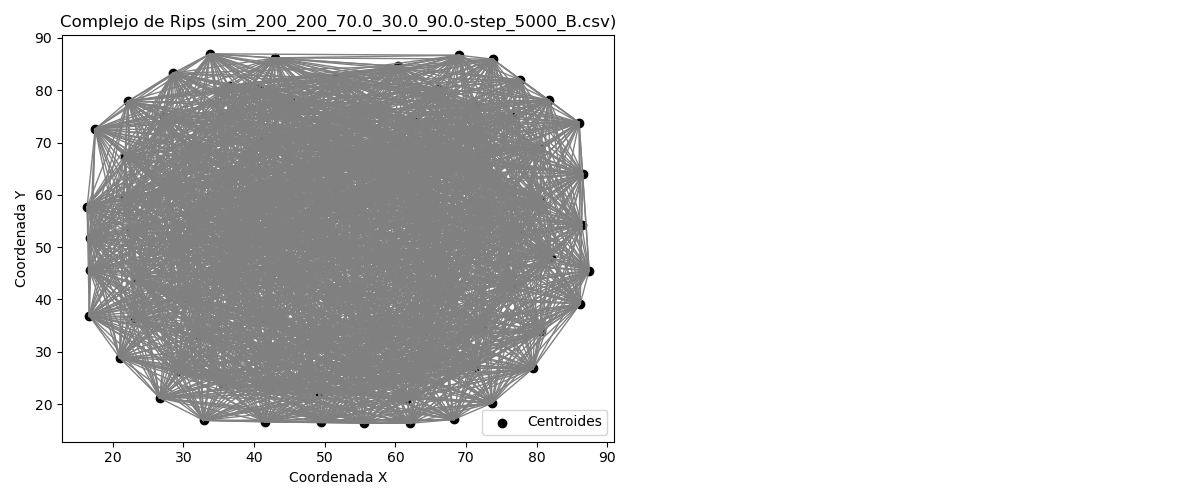 Complejo de Rips (sim_200_200_70.0_30.0_90.0-step_5000_B.csv)
90
80
70
60
50
40
30
20
Coordenada Y
Centroides
20 30 40 50 60 70 80 90
Coordenada X